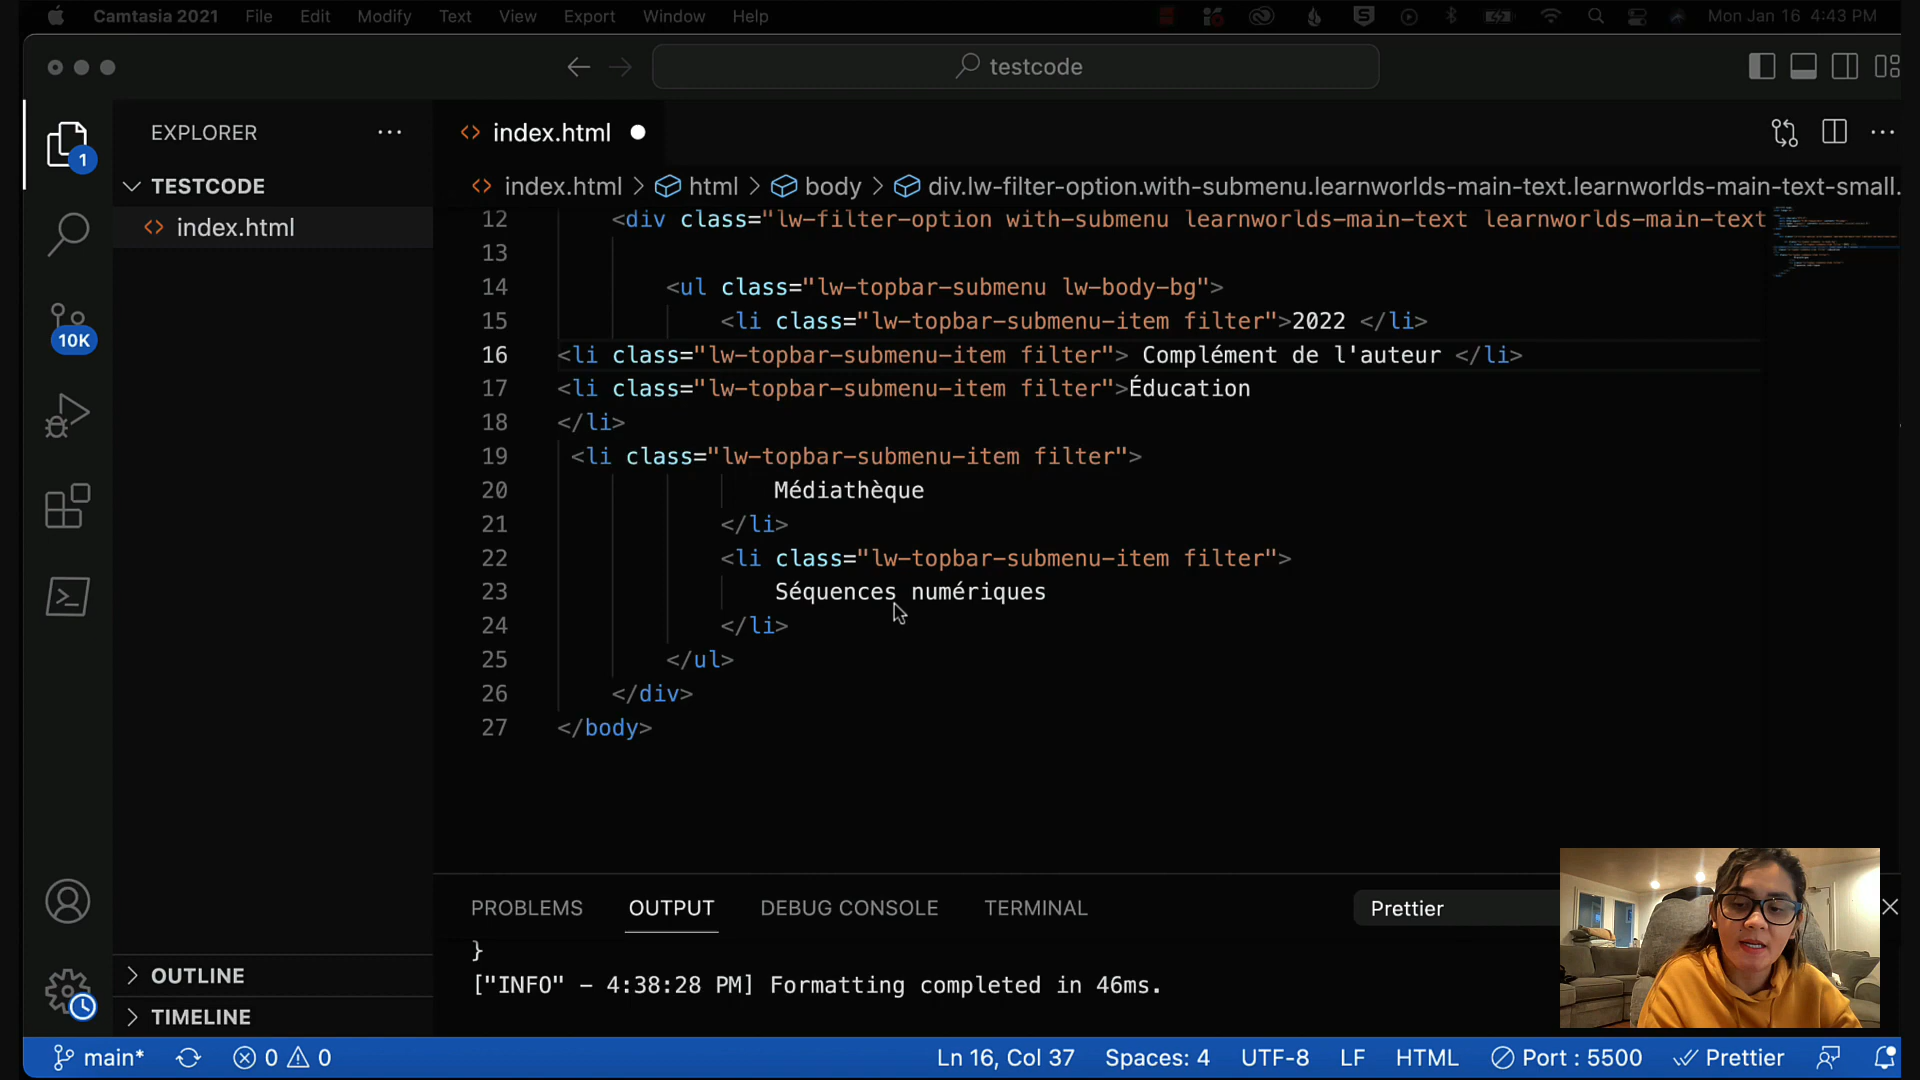 Camtasia 2021 File Edit Modify Text View Export Window Help Mon Jan 16 4:43 PM
testcode
EXPLORER
1
TESTCODE
index.html
10K
index.html
index.html > html > body > div.lw-filter-option.with-submenu.learnworlds-main-text.learnworlds-main-text-small.
12 <div class="lw-filter-option with-submenu learnworlds-main-text learnworlds-main-text
13
14 <ul class="lw-topbar-submenu lw-body-bg">
15 <li class="lw-topbar-submenu-item filter">2022 </li>
16 <li class="lw-topbar-submenu-item filter"> Complément de l'auteur </li>
17 <li class="lw-topbar-submenu-item filter">Éducation
18 </li>
19 <li class="lw-topbar-submenu-item filter">
20 Médiathèque
21 </li>
22 <li class="lw-topbar-submenu-item filter">
23 Séquences numériques
24 </li>
25 </ul>
26 </div>
27 </body>
PROBLEMS OUTPUT DEBUG CONSOLE TERMINAL Prettier
}
["INFO" – 4:38:28 PM] Formatting completed in 46ms.
OUTLINE
TIMELINE
main* 0 0 Ln 16, Col 37 Spaces: 4 UTF-8 LF HTML Port : 5500 Prettier